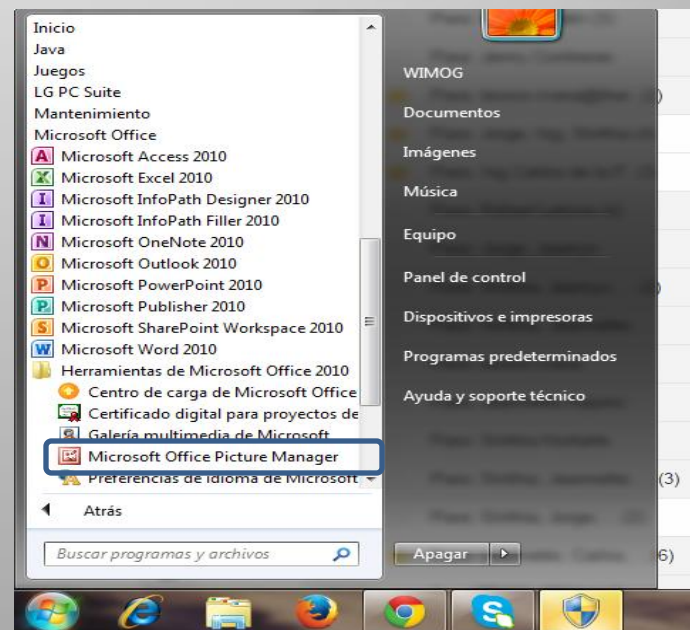 Inicio
Java
Juegos
LG PC Suite
Mantenimiento
Microsoft Office
Microsoft Access 2010
Microsoft Excel 2010
Microsoft InfoPath Designer 2010
Microsoft InfoPath Filler 2010
Microsoft OneNote 2010
Microsoft Outlook 2010
Microsoft PowerPoint 2010
Microsoft Publisher 2010
Microsoft SharePoint Workspace 2010
Microsoft Word 2010
Herramientas de Microsoft Office 2010
Centro de carga de Microsoft Office
Certificado digital para proyectos de
Galería multimedia de Microsoft
Microsoft Office Picture Manager
Preferencias de idioma de Microsoft
Atrás
Buscar programas y archivos
WIMOG
Documentos
Imágenes
Música
Equipo
Panel de control
Dispositivos e impresoras
Programas predeterminados
Ayuda y soporte técnico
Apagar
(3)
6)